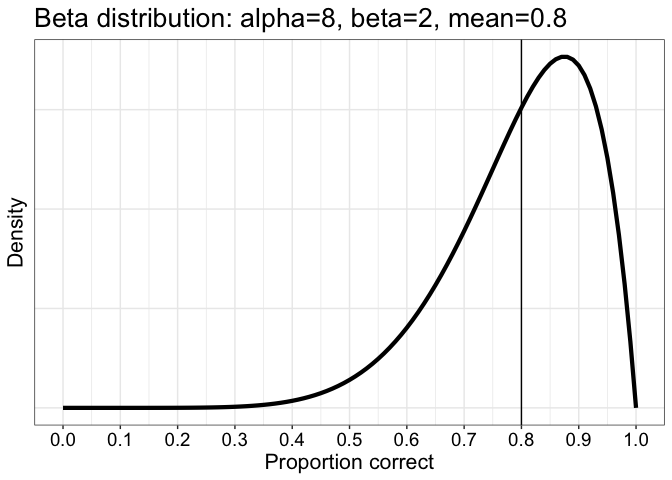 Beta distribution: alpha=8, beta=2, mean=0.8
Density
0.0 0.1 0.2 0.3 0.4 0.5 0.6 0.7 0.8 0.9 1.0
Proportion correct